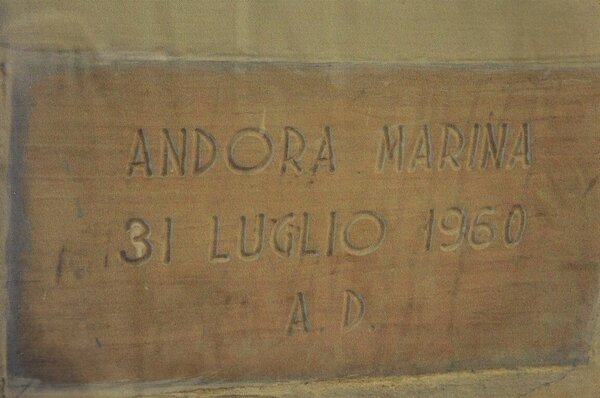 ANDORA MARINA
31 LUGLIO 1960
A. D.